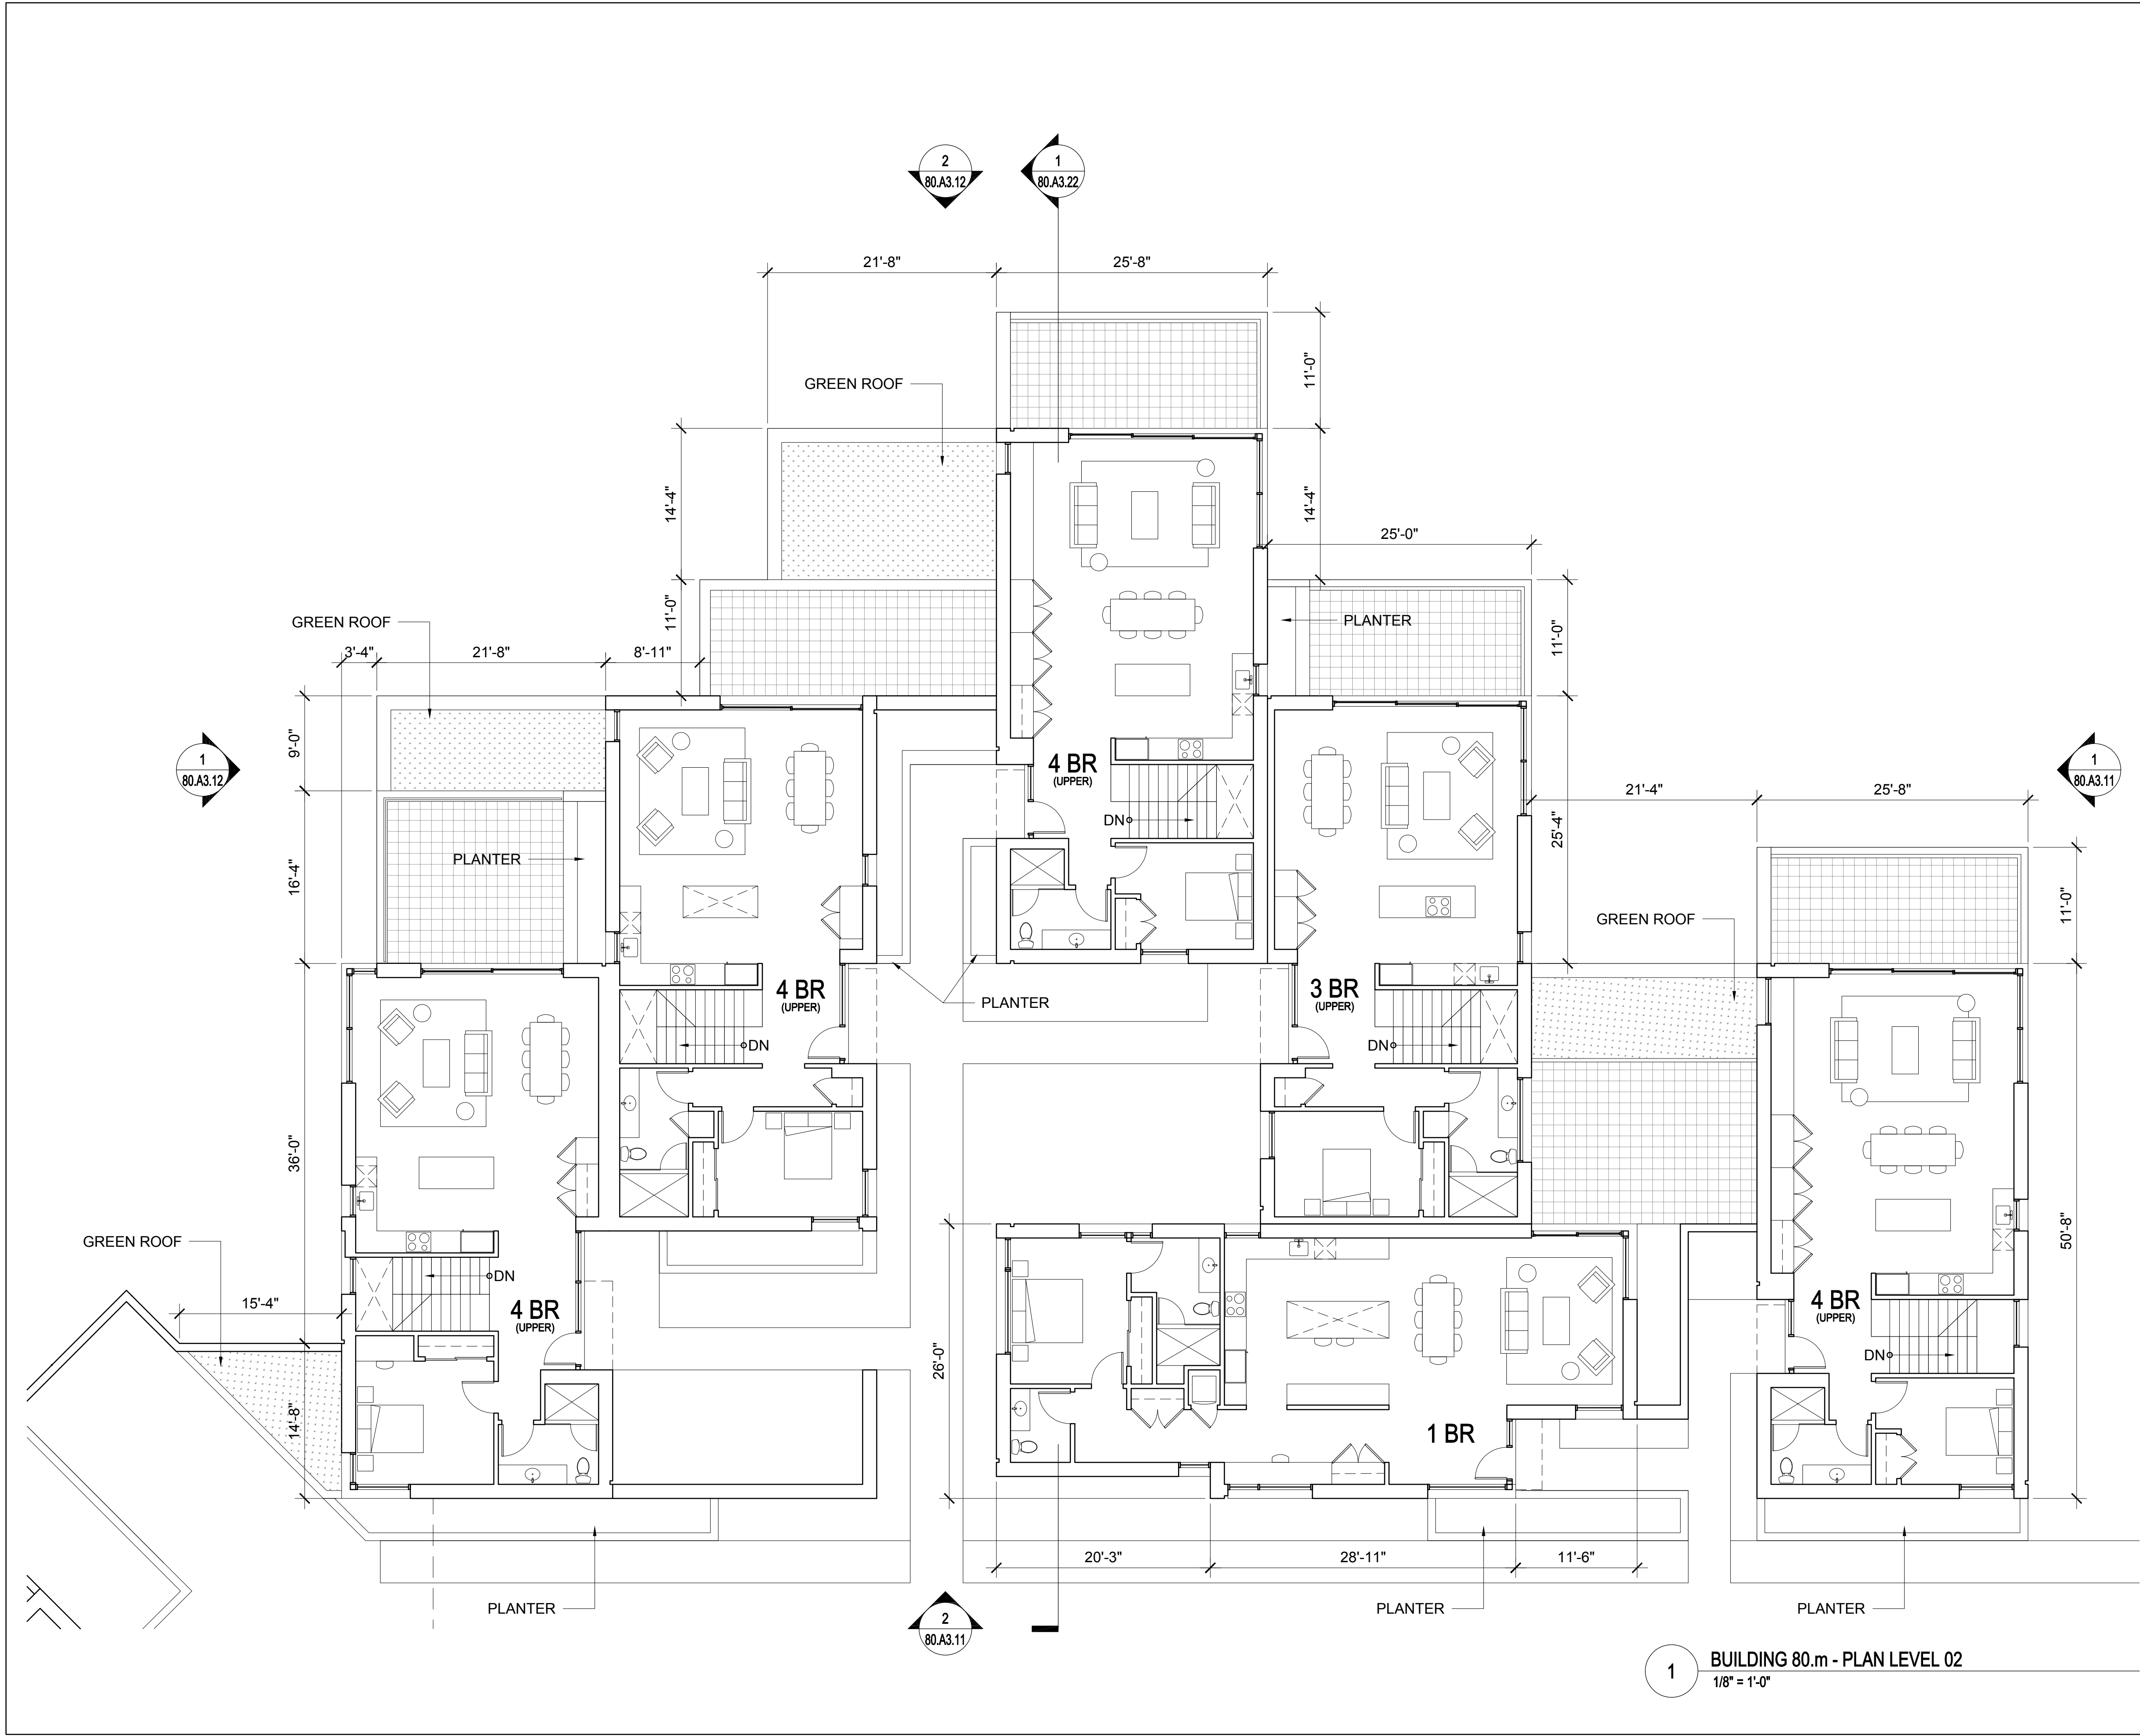 2
80.A3.12
1
80.A3.22
21'-8"
25'-8"
GREEN ROOF
11'-0"
14'-4"
14'-4"
25'-0"
11'-0"
GREEN ROOF
PLANTER
11'-0"
3'-4"
21'-8"
8'-11"
9'-0"
1
80.A3.12
4 BR
(UPPER)
1
80.A3.11
21'-4"
25'-8"
DN
25'-4"
PLANTER
16'-4"
GREEN ROOF
11'-0"
4 BR
(UPPER)
PLANTER
3 BR
(UPPER)
DN
DN
36'-0"
GREEN ROOF
50'-8"
DN
15'-4"
4 BR
(UPPER)
4 BR
(UPPER)
DN
26'-0"
14'-8"
1 BR
20'-3"
28'-11"
11'-6"
PLANTER
PLANTER
PLANTER
2
80.A3.11
1
BUILDING 80.m - PLAN LEVEL 02
1/8" = 1'-0"